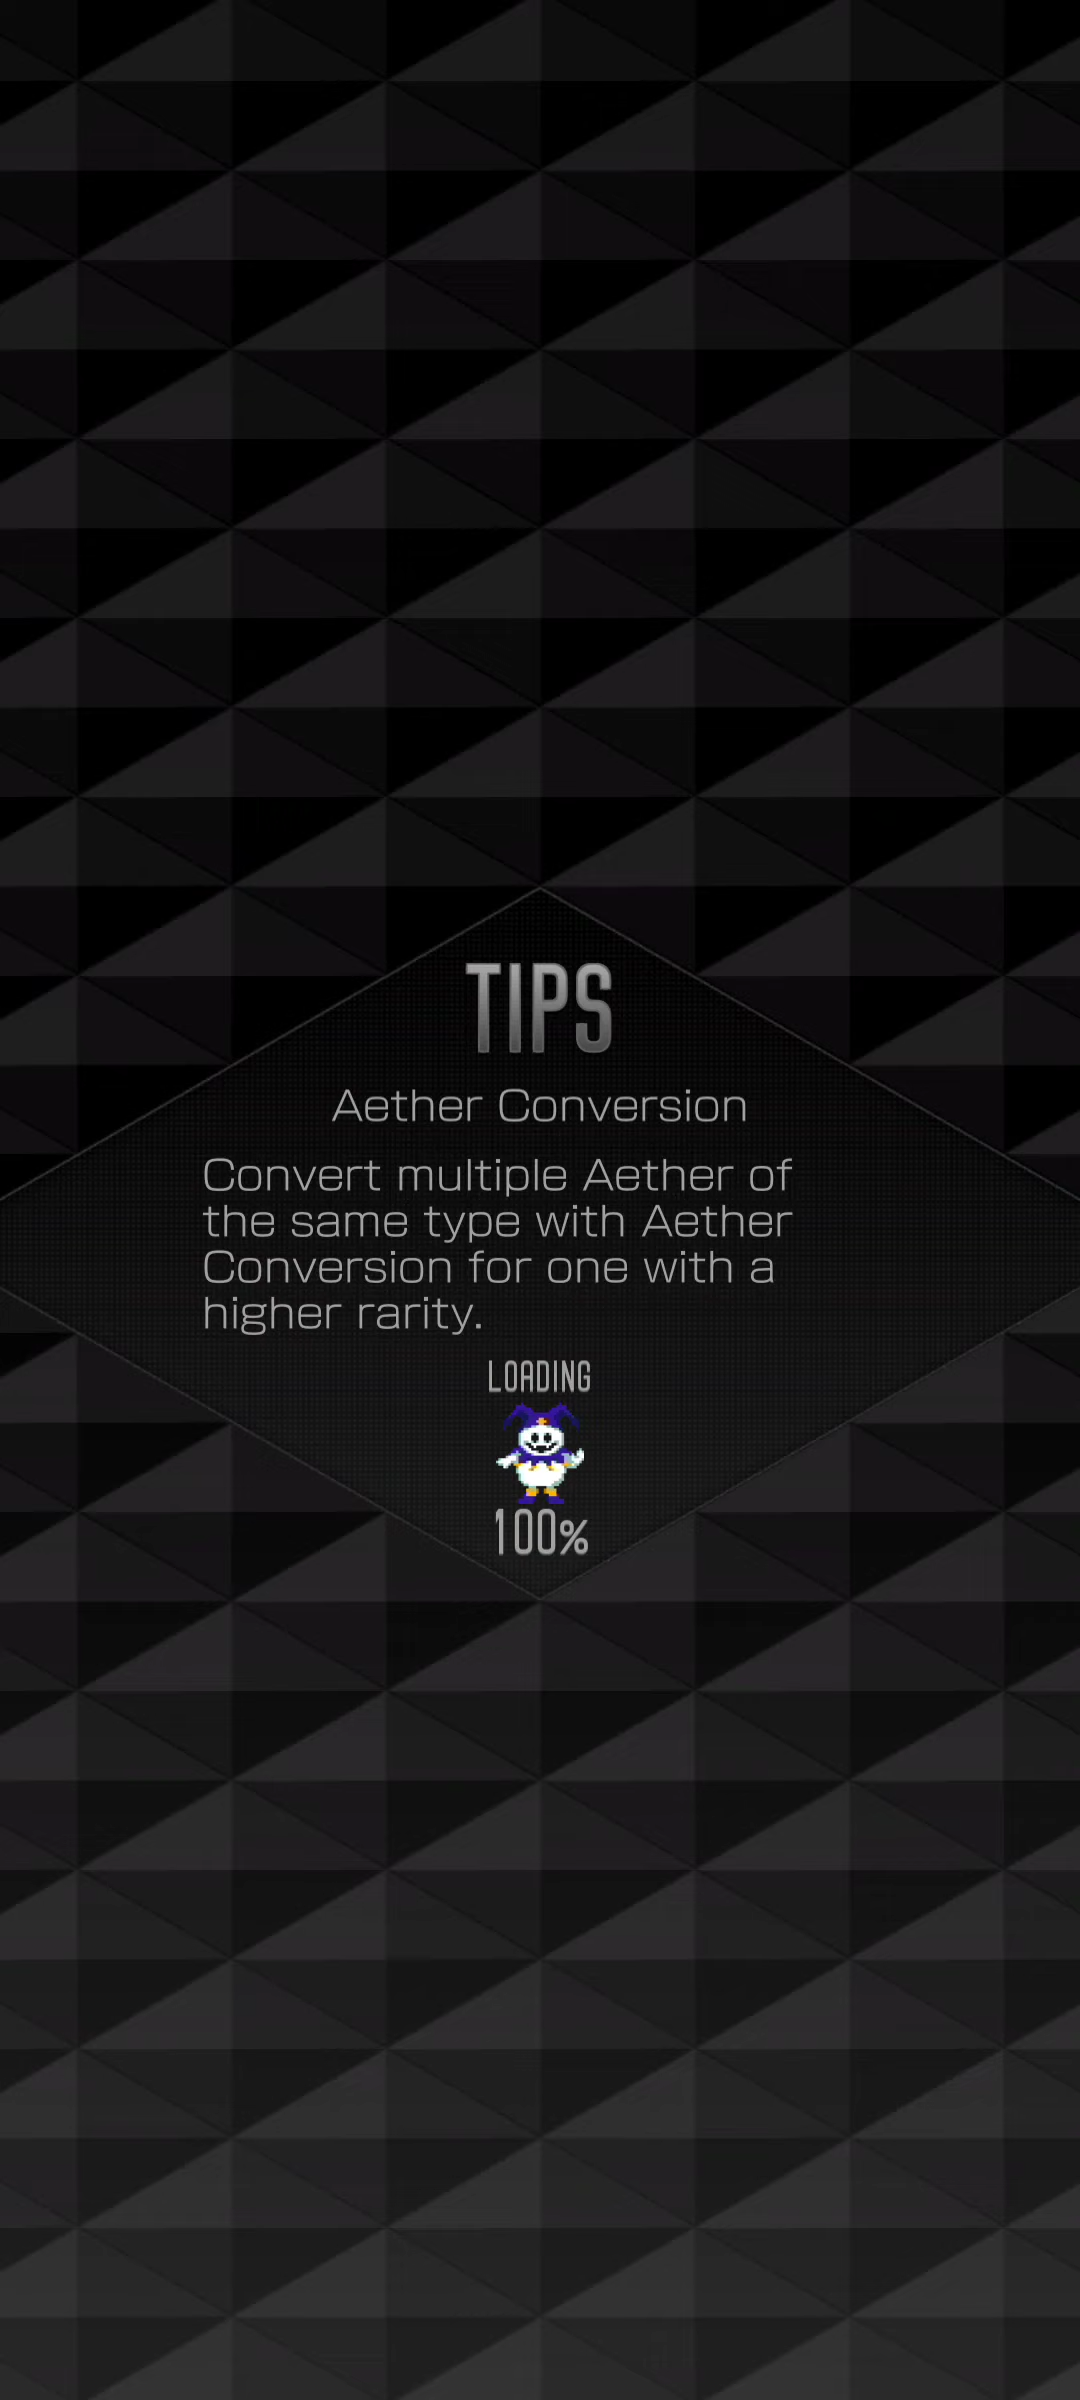 TIPS
Aether Conversion
Convert multiple Aether of
the same type with Aether
Conversion for one with a
higher rarity.
LOADING
100%